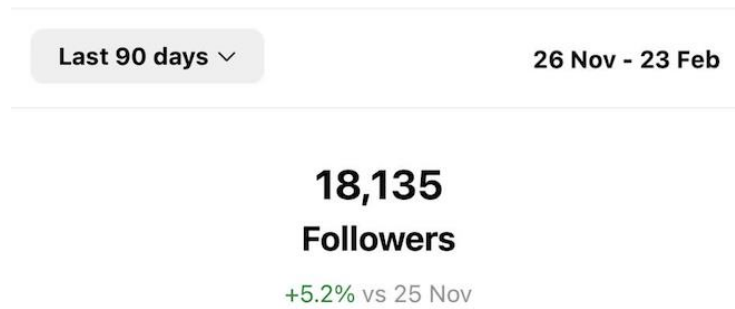 Last 90 days
26 Nov - 23 Feb
18,135
Followers
+5.2% vs 25 Nov